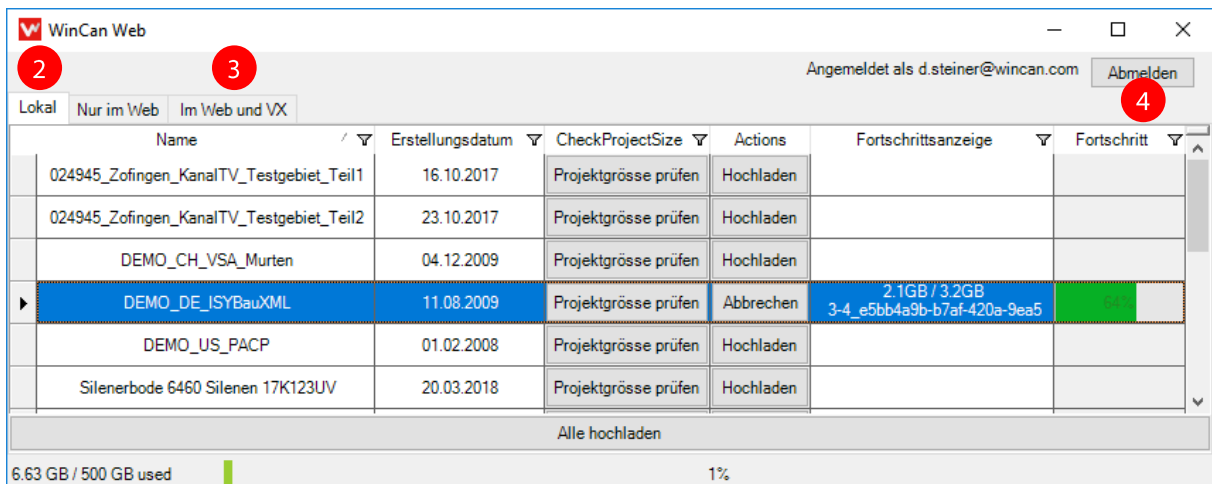 WinCan Web
2 3 Angemeldet als d.steiner@wincan.com Abmelden
4
Lokal Nur im Web Im Web und VX
Name Erstellungsdatum CheckProjectSize Actions Fortschrittsanzeige Fortschritt
024945_Zofingen_KanalTV_Testgebiet_Teil1 16.10.2017 Projektgrösse prüfen Hochladen
024945_Zofingen_KanalTV_Testgebiet_Teil2 23.10.2017 Projektgrösse prüfen Hochladen
DEMO_CH_VSA_Murten 04.12.2009 Projektgrösse prüfen Hochladen
DEMO_DE_ISYBauXML 11.08.2009 Projektgrösse prüfen Abbrechen 2.1GB / 3.2GB 64%
3-4_e5bb4a9b-b7af-420a-9ea5
DEMO_US_PACP 01.02.2008 Projektgrösse prüfen Hochladen
Silenerbode 6460 Silenen 17K123UV 20.03.2018 Projektgrösse prüfen Hochladen
Alle hochladen
6.63 GB / 500 GB used 1%